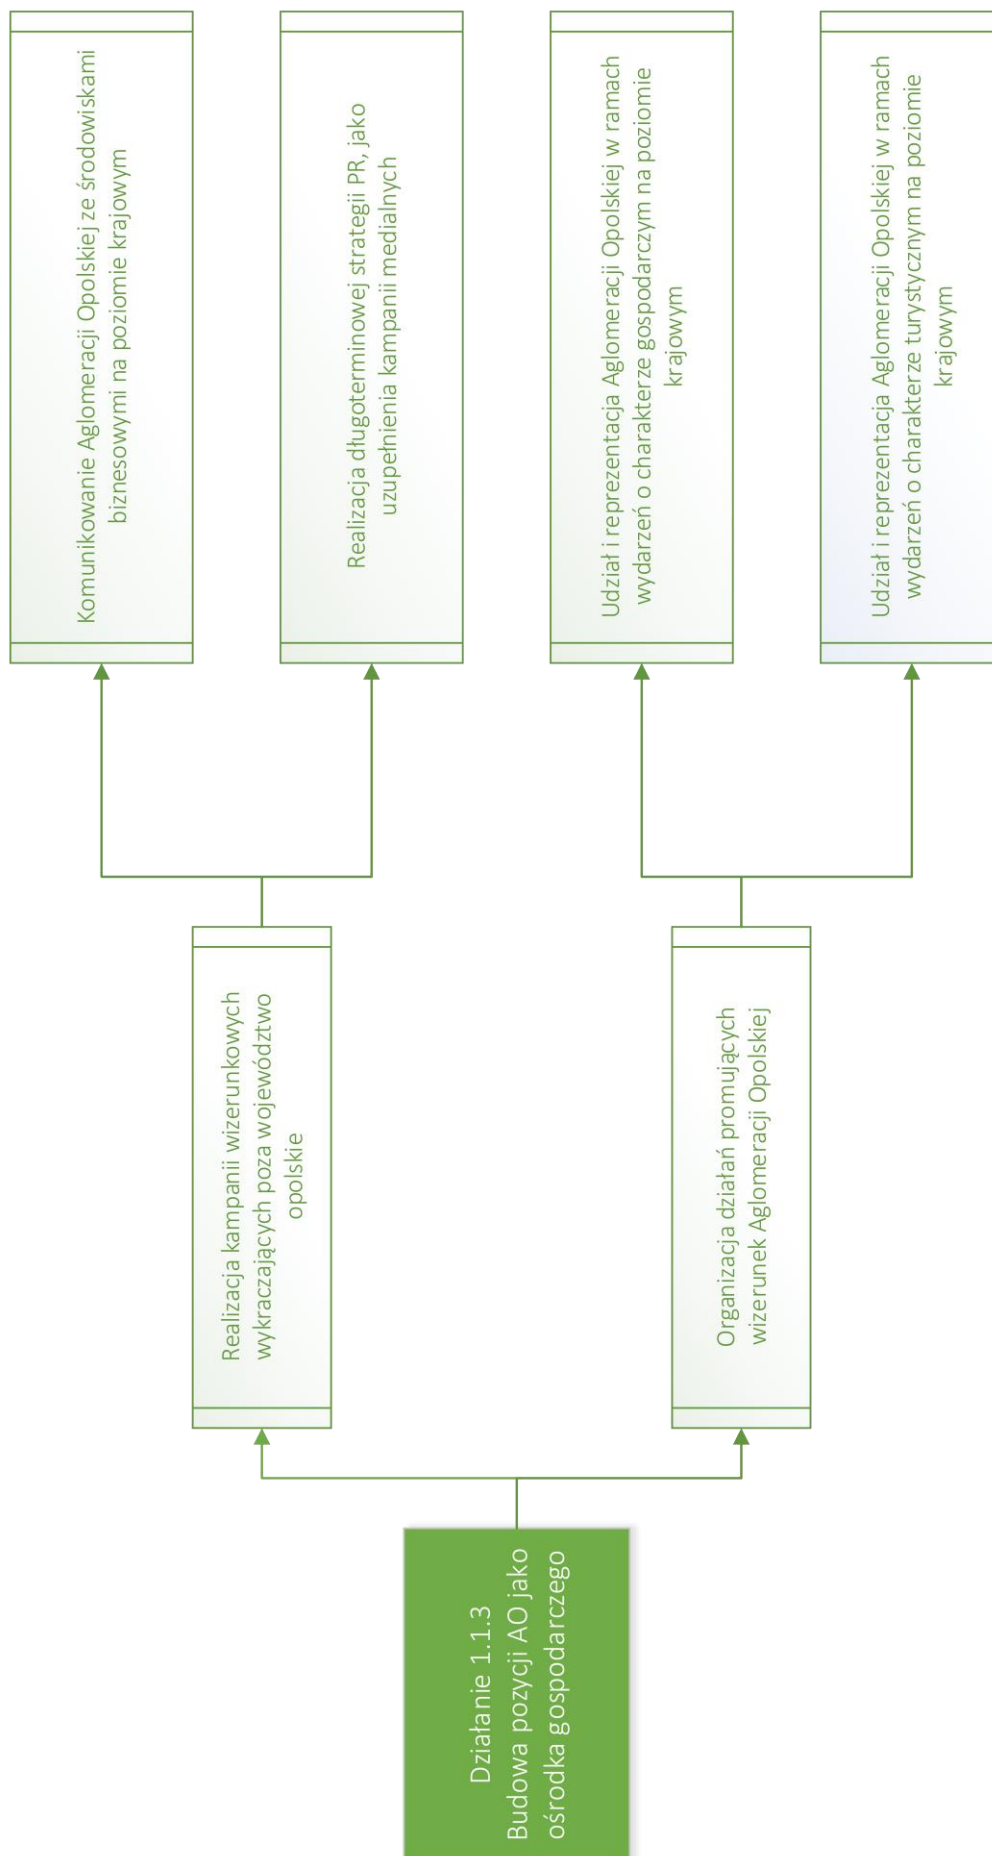 Działanie 1.1.3
Budowa pozycji AO jako
ośrodka gospodarczego
Realizacja kampanii wizerunkowych
wykraczających poza województwo
opolskie
Organizacja działań promujących
wizerunek Aglomeracji Opolskiej
Komunikowanie Aglomeracji Opolskiej ze środowiskami
biznesowymi na poziomie krajowym
Realizacja długoterminowej strategii PR, jako
uzupełnienia kampanii medialnych
Udział i reprezentacja Aglomeracji Opolskiej w ramach
wydarzeń o charakterze gospodarczym na poziomie
krajowym
Udział i reprezentacja Aglomeracji Opolskiej w ramach
wydarzeń o charakterze turystycznym na poziomie
krajowym